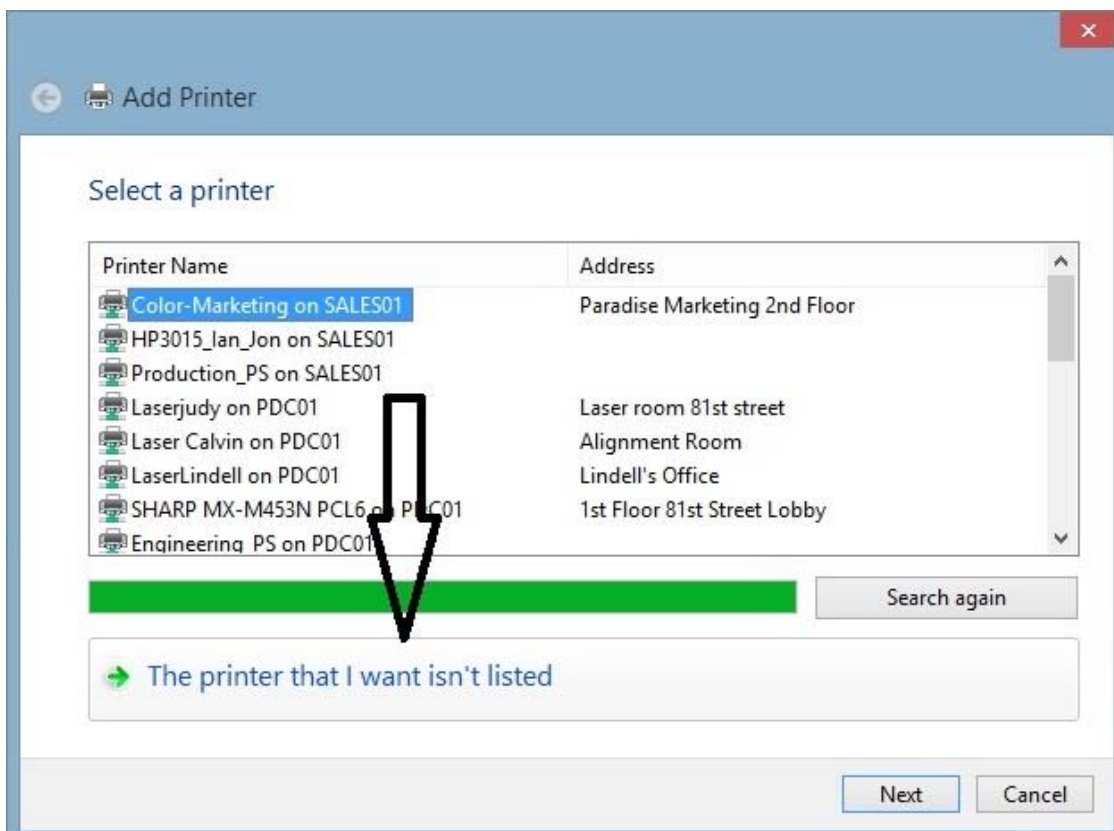 Add Printer
Select a printer
Printer Name Address
Color-Marketing on SALES01 Paradise Marketing 2nd Floor
HP3015_Ian_Jon on SALES01
Production_PS on SALES01
Laserjudy on PDC01 Laser room 81st street
Laser Calvin on PDC01 Alignment Room
LaserLindell on PDC01 Lindell's Office
SHARP MX-M453N PCL6 on PDC01 1st Floor 81st Street Lobby
Engineering_PS on PDC01
Search again
The printer that I want isn't listed
Next Cancel